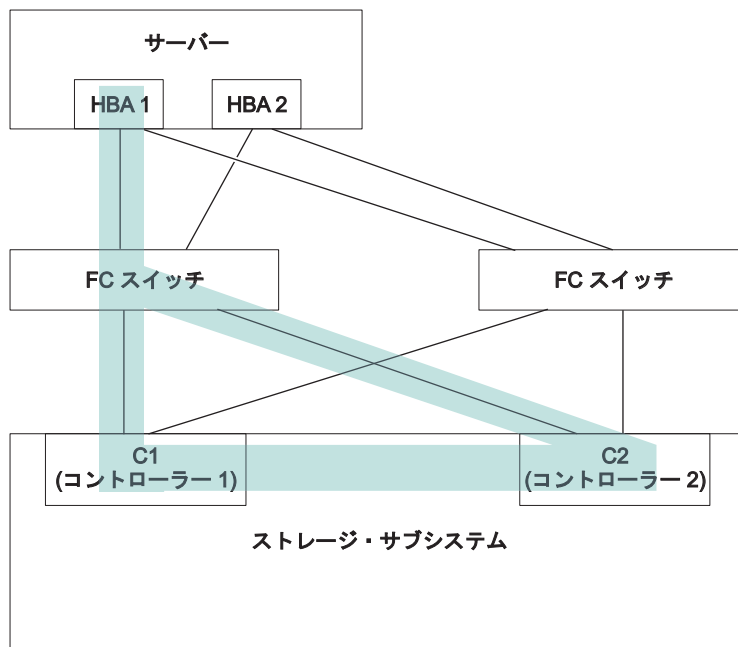 サーバー
HBA 1
HBA 2
FC スイッチ
FC スイッチ
C1
(コントローラー 1)
C2
(コントローラー 2)
ストレージ・サブシステム